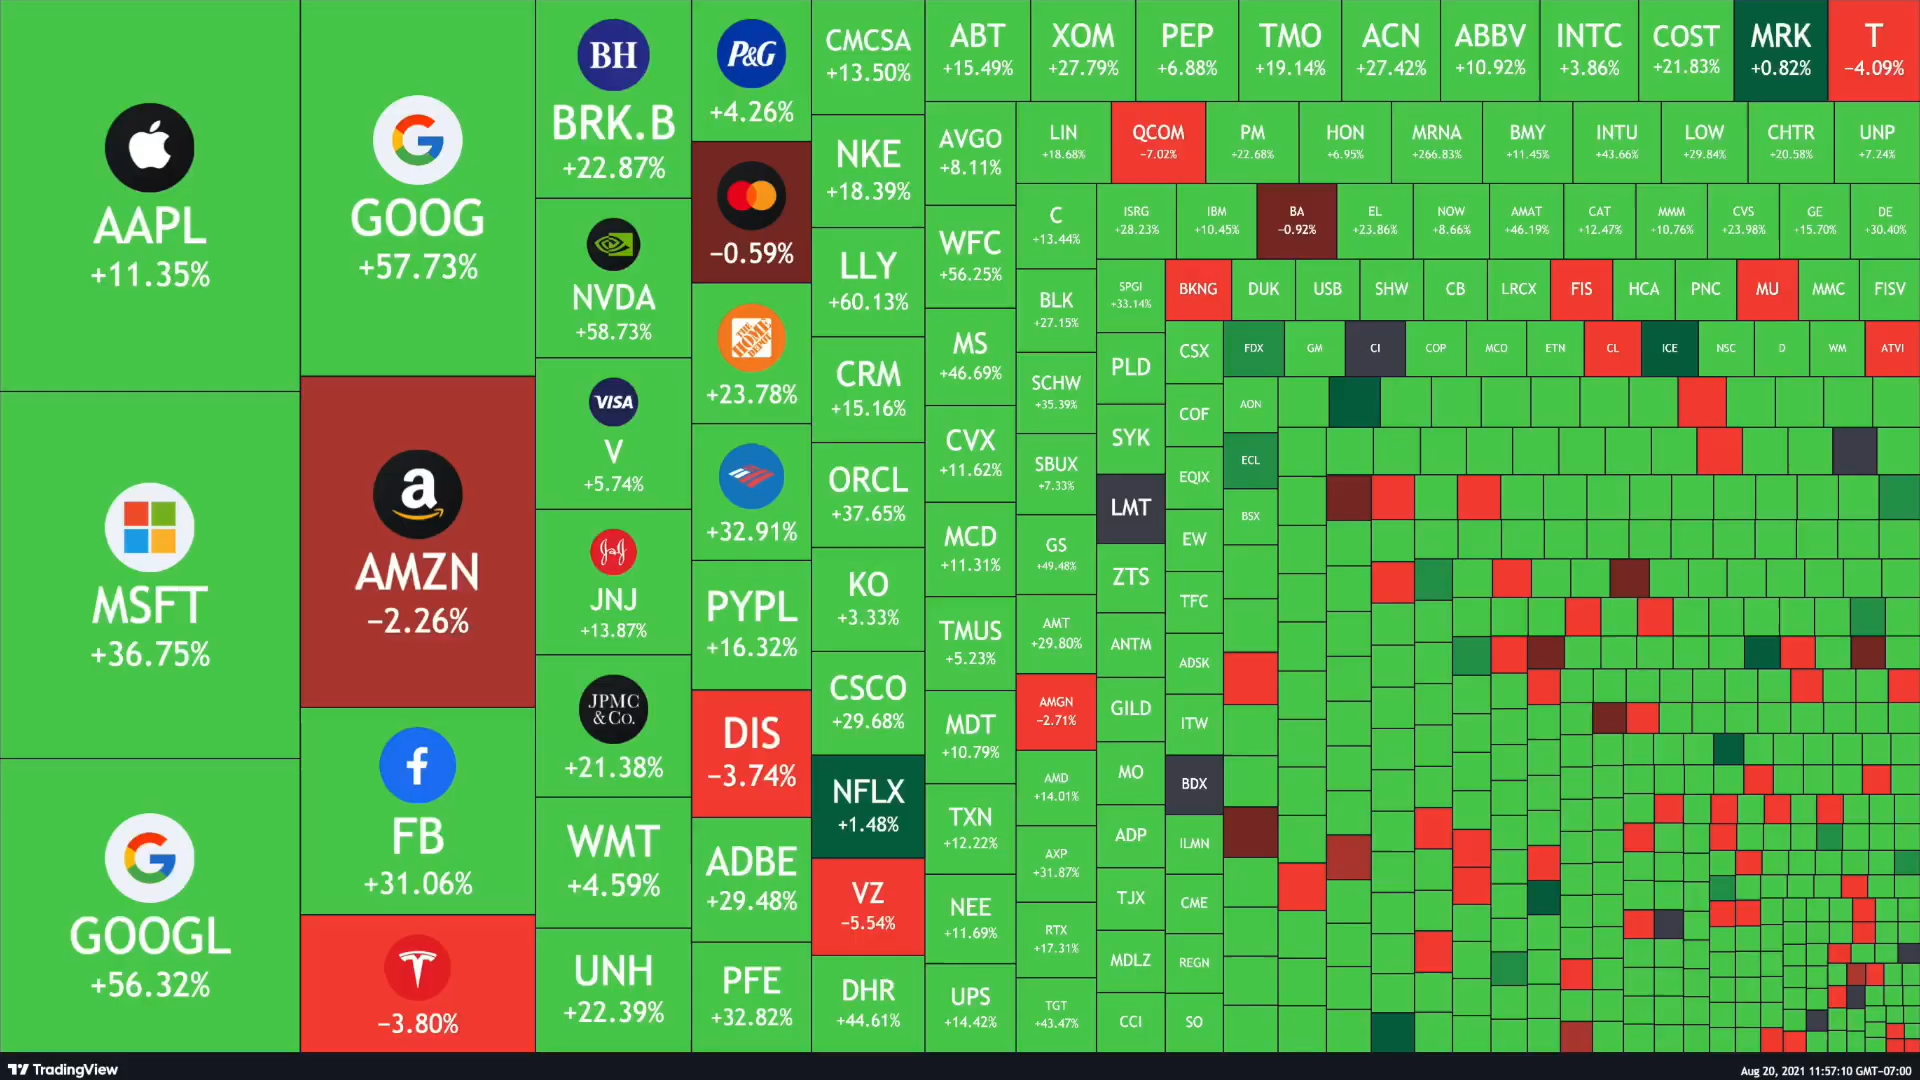 AAPL
+11.35%
MSFT
+36.75%
GOOGL
+56.32%
GOOG
+57.73%
a
AMZN
−2.26%
f
FB
+31.06%
−3.80%
BH
BRK.B
+22.87%
NVDA
+58.73%
VISA
V
+5.74%
J&J
JNJ
+13.87%
JPMC
& CO.
+21.38%
WMT
+4.59%
UNH
+22.39%
P&G
+4.26%
−0.59%
THE
HOME
DEPOT
+23.78%
+32.91%
PYPL
+16.32%
DIS
−3.74%
ADBE
+29.48%
PFE
+32.82%
CMCSA
+13.50%
NKE
+18.39%
LLY
+60.13%
CRM
+15.16%
ORCL
+37.65%
KO
+3.33%
CSCO
+29.68%
NFLX
+1.48%
VZ
−5.54%
DHR
+44.61%
ABT
+15.49%
XOM
+27.79%
PEP
+6.88%
TMO
+19.14%
ACN
+27.42%
ABBV
+10.92%
INTC
+3.86%
COST
+21.83%
MRK
+0.82%
T
−4.09%
AVGO
+8.11%
WFC
+56.25%
MS
+46.69%
CVX
+11.62%
MCD
+11.31%
TMUS
+5.23%
MDT
+10.79%
TXN
+12.22%
NEE
+11.69%
UPS
+14.42%
LIN
+18.68%
QCOM
−7.02%
PM
+22.68%
HON
+6.95%
MRNA
+266.83%
BMY
+11.45%
INTU
+43.66%
LOW
+29.84%
CHTR
+20.58%
UNP
+7.24%
C
+13.44%
BLK
+27.15%
SCHW
+35.39%
SBUX
+7.33%
GS
+49.48%
AMT
+29.80%
AMGN
−2.71%
AMD
+14.01%
AXP
+31.87%
RTX
+17.31%
TGT
+43.47%
ISRG
+28.23%
IBM
+10.45%
BA
−0.92%
EL
+23.86%
NOW
+8.66%
AMAT
+46.19%
CAT
+12.47%
MMM
+10.76%
CVS
+23.98%
GE
+15.70%
DE
+30.40%
SPGI
+33.14%
PLD
SYK
LMT
ZTS
ANTM
GILD
MO
ADP
TJX
MDLZ
CCI
BKNG
DUK
USB
SHW
CB
LRCX
FIS
HCA
PNC
MU
MMC
FISV
CSX
COF
EQIX
EW
TFC
ADSK
ITW
BDX
ILMN
CME
REGN
SO
FDX
GM
CI
COP
MCO
ETN
CL
ICE
NSC
D
WM
ATVI
AON
ECL
BSX
TradingView
Aug 20, 2021 11:57:10 GMT−07:00